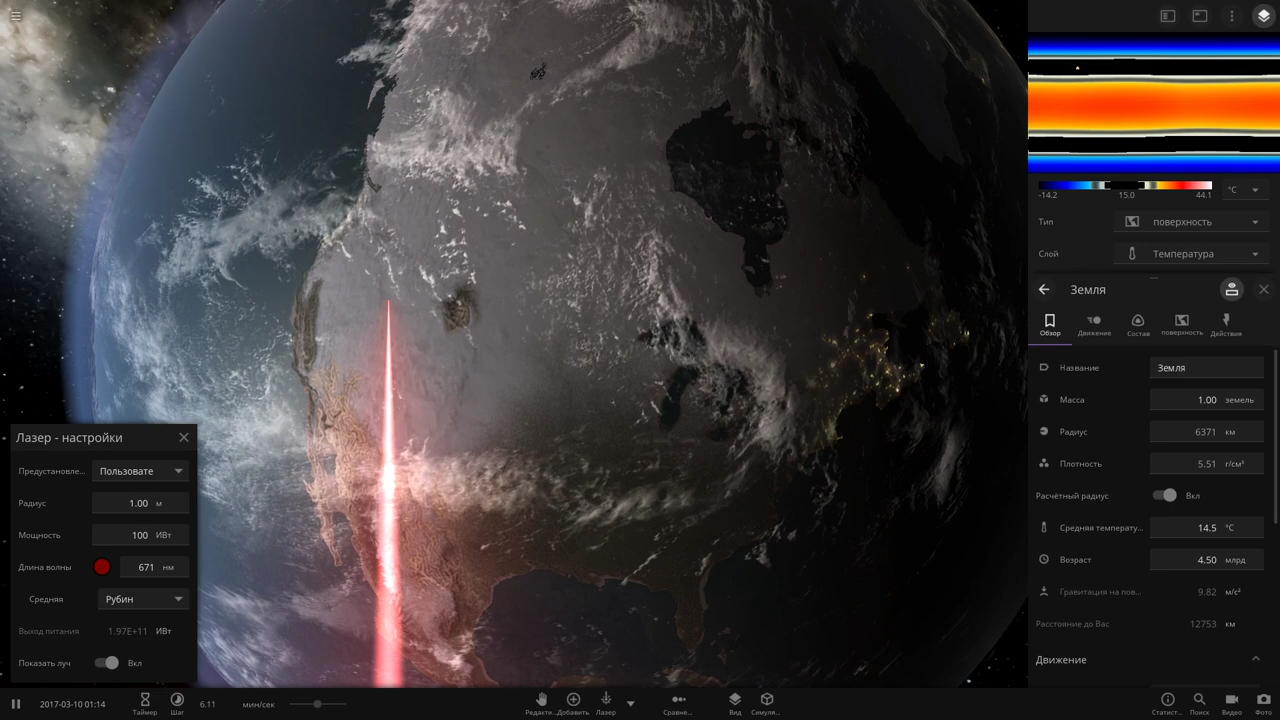 -14.2 15.0 44.1 °C
Тип поверхность
Слой Температура
Земля
Обзор Движение Состав поверхность Действия
Название Земля
Масса 1.00 земель
Радиус 6371 км
Плотность 5.51 г/см³
Расчётный радиус Вкл
Средняя температу... 14.5 °C
Возраст 4.50 млрд
Гравитация на пов... 9.82 м/с²
Расстояние до Вас 12753 км
Движение
Лазер - настройки
Предустановле... Пользовате
Радиус 1.00 м
Мощность 100 ИВт
Длина волны 671 нм
Средняя Рубин
Выход питания 1.97E+11 ИВт
Показать луч Вкл
2017-03-10 01:14 Таймер Шаг 6.11 мин/сек Редакти... Добавить Лазер Сравне... Вид Симуля... Статист... Поиск Видео Фото